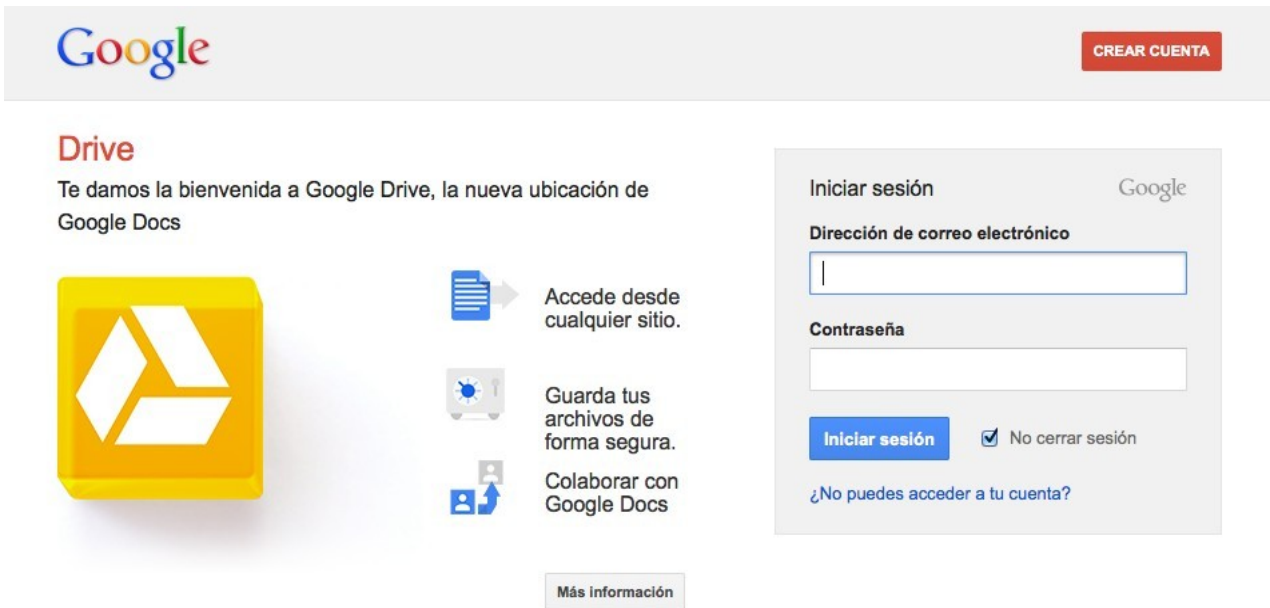 Google
CREAR CUENTA
Drive
Te damos la bienvenida a Google Drive, la nueva ubicación de
Google Docs
Accede desde
cualquier sitio.
Guarda tus
archivos de
forma segura.
Colaborar con
Google Docs
Más información
Iniciar sesión Google
Dirección de correo electrónico
Contraseña
Iniciar sesión No cerrar sesión
¿No puedes acceder a tu cuenta?